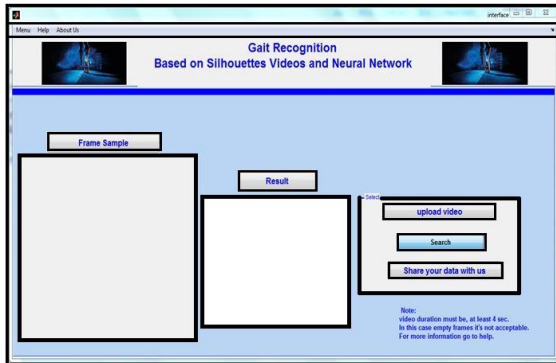 interface
Menu Help About Us
Gait Recognition
Based on Silhouettes Videos and Neural Network
Frame Sample
Result
Select
upload video
Search
Share your data with us
Note:
video duration must be, at least 4 sec.
In this case empty frames it's not acceptable.
For more information go to help.